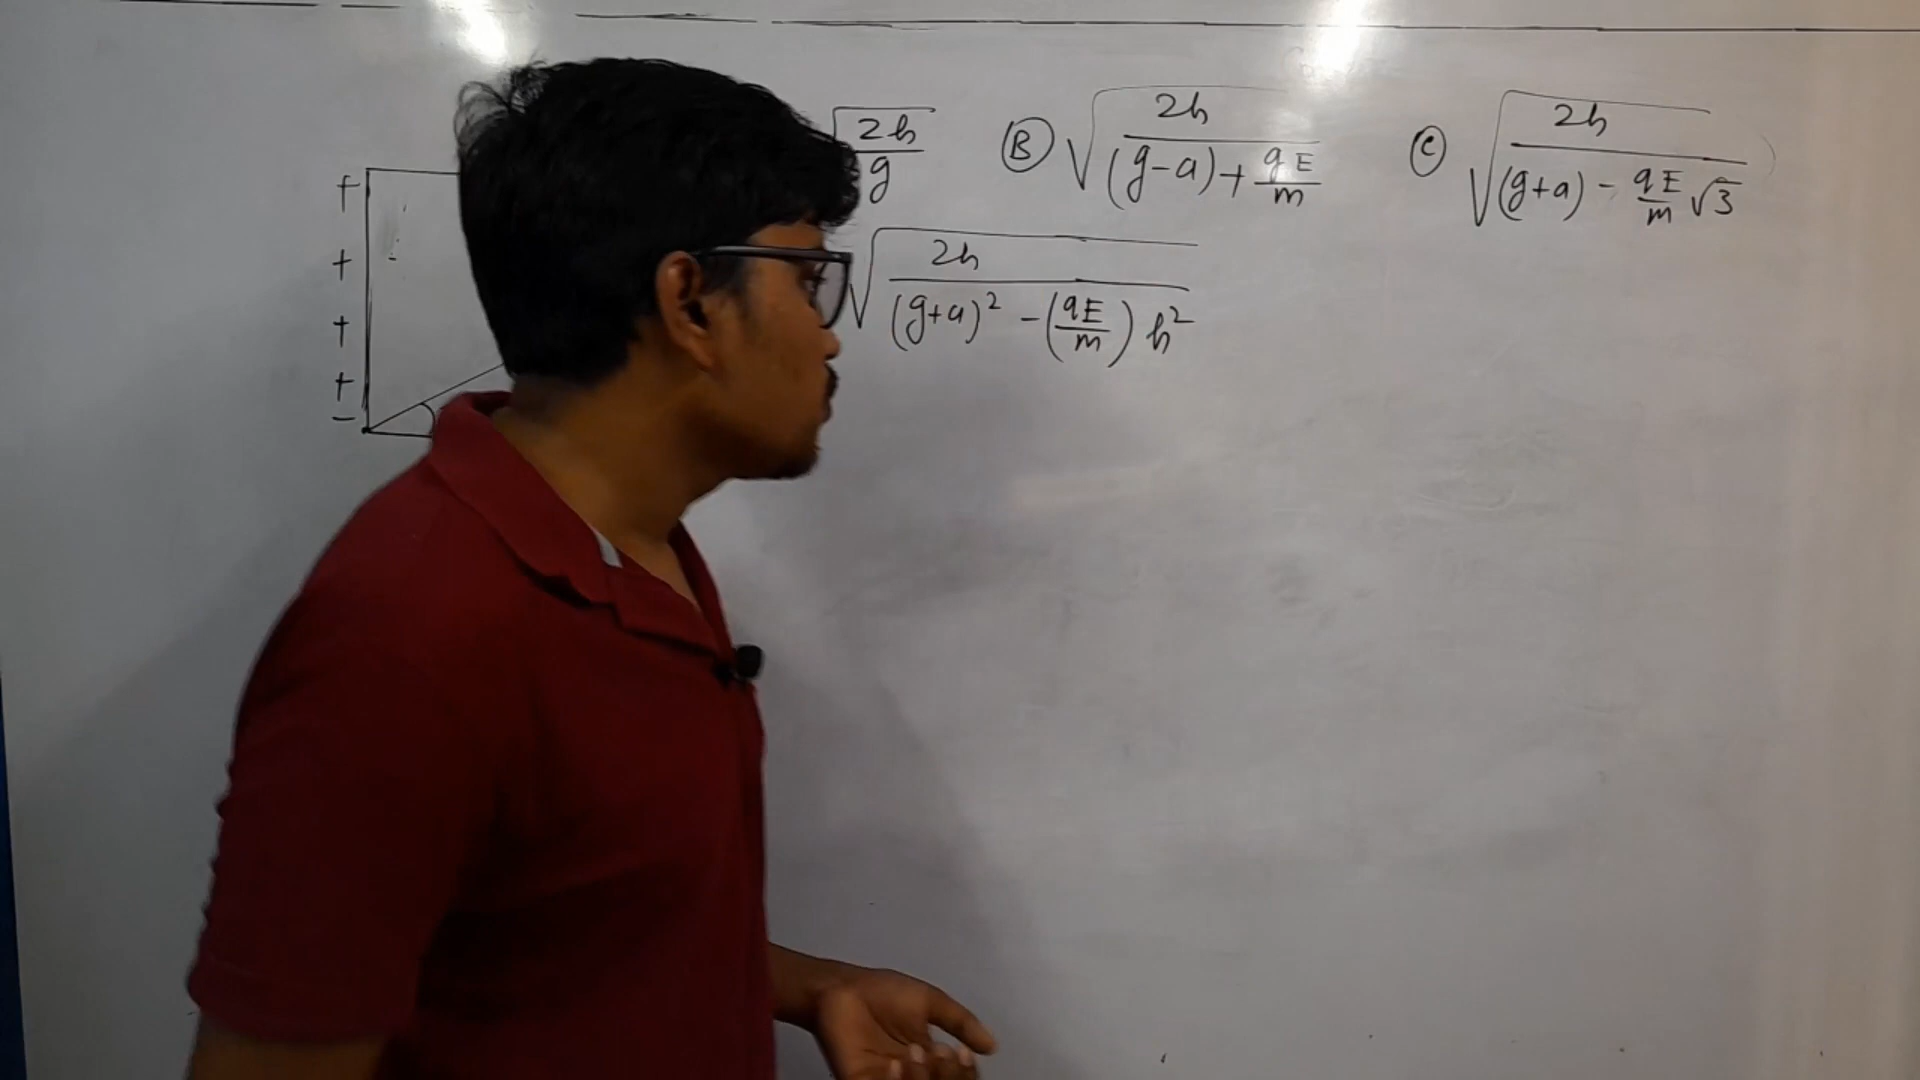 √(2h/g) (B) √(2h/((g-a)+qE/m)) (C) √(2h/((g+a)-(qE/m)√3))
√(2h/((g+a)²-(qE/m)h²))
+
+
+
+
-